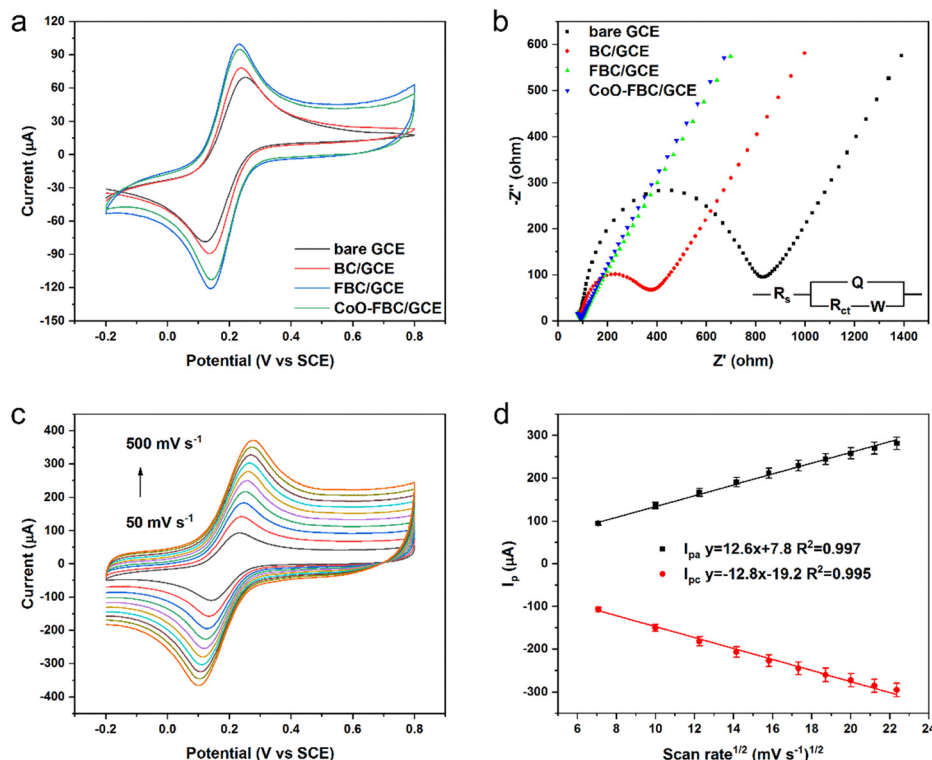 a
120
90
60
30
0
-30
-60
-90
-120
-150
-0.2
0.0
0.2
0.4
0.6
0.8
Current (µA)
Potential (V vs SCE)
bare GCE
BC/GCE
FBC/GCE
CoO-FBC/GCE
b
600
500
400
300
200
100
0
0
200
400
600
800
1000
1200
1400
-Z'' (ohm)
Z' (ohm)
bare GCE
BC/GCE
FBC/GCE
CoO-FBC/GCE
Rs
Q
Rct
W
c
500
400
300
200
100
0
-100
-200
-300
-400
-0.2
0.0
0.2
0.4
0.6
0.8
Current (µA)
Potential (V vs SCE)
500 mV s⁻¹
50 mV s⁻¹
d
300
200
100
0
-100
-200
-300
6
8
10
12
14
16
18
20
22
24
Ip (µA)
Scan rate¹/² (mV s⁻¹)¹/²
Ipa y=12.6x+7.8 R²=0.997
Ipc y=-12.8x-19.2 R²=0.995